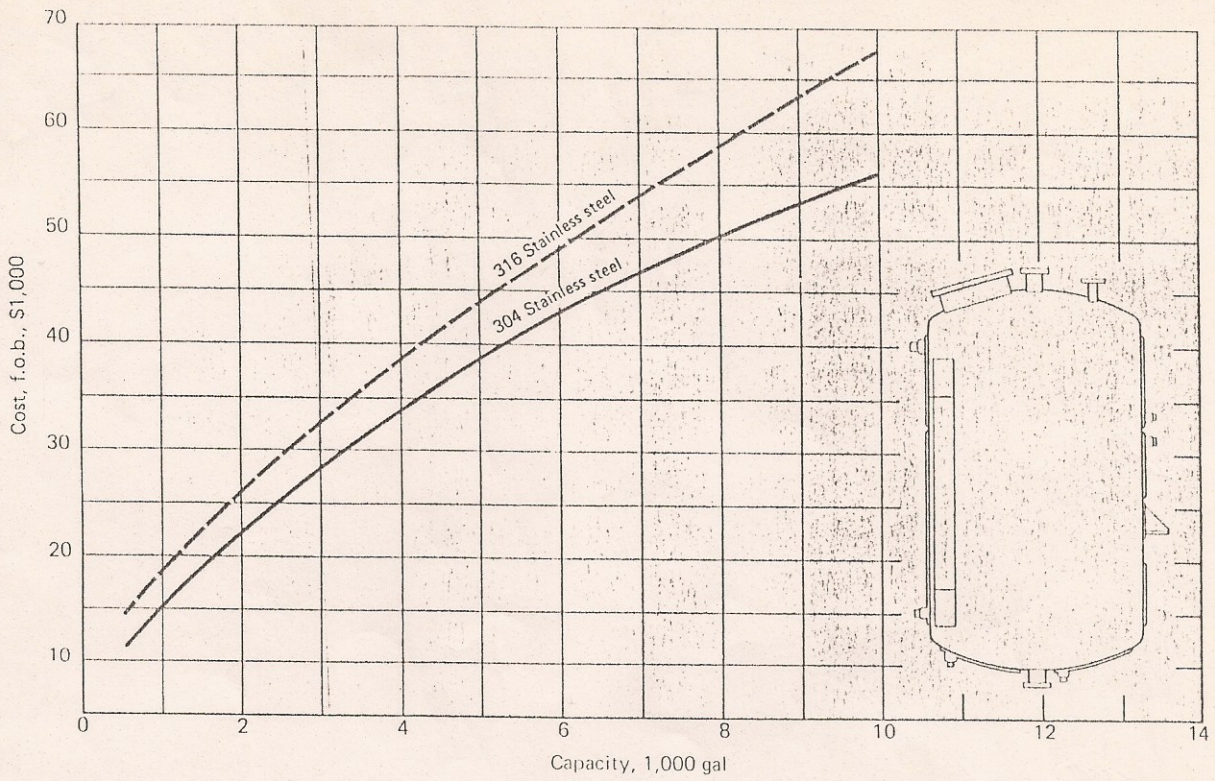 70
60
50
40
30
20
10
Cost, f.o.b., $1,000
316 Stainless steel
304 Stainless steel
0 2 4 6 8 10 12 14
Capacity, 1,000 gal